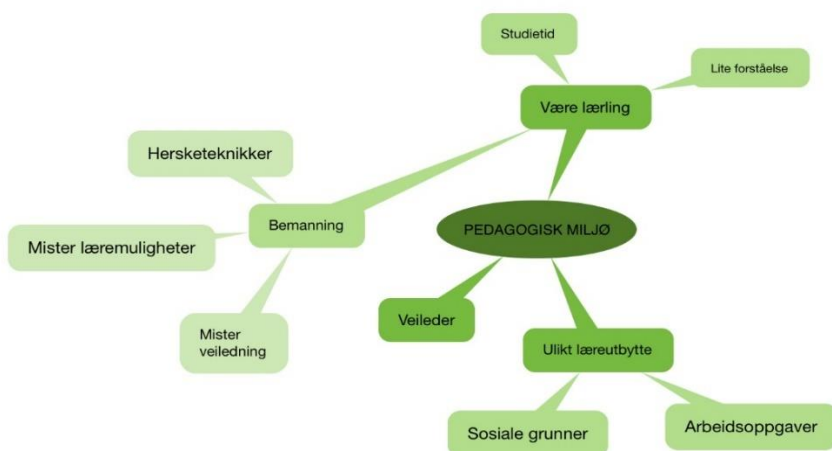 Studietid
Lite forståelse
Være lærling
Hersketeknikker
Bemanning
PEDAGOGISK MILJØ
Mister læremuligheter
Veileder
Mister
veiledning
Ulikt læreutbytte
Sosiale grunner
Arbeidsoppgaver